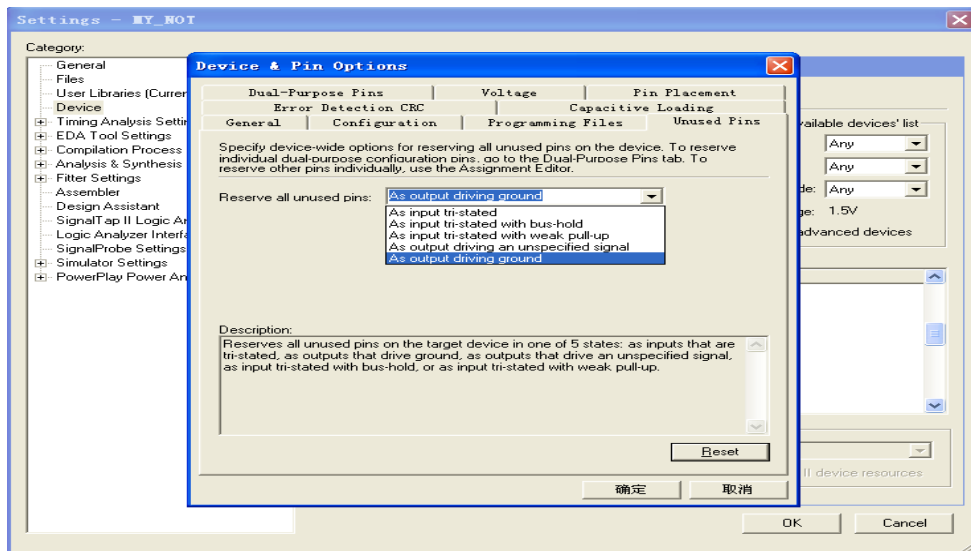 Settings - MY_NOT
Category:
General
Files
User Libraries (Curren
Device
Timing Analysis Settin
EDA Tool Settings
Compilation Process
Analysis & Synthesis
Fitter Settings
Assembler
Design Assistant
SignalTap II Logic An
Logic Analyzer Interfa
SignalProbe Settings
Simulator Settings
PowerPlay Power An
Device & Pin Options
Dual-Purpose Pins Voltage Pin Placement
Error Detection CRC Capacitive Loading
General Configuration Programming Files Unused Pins
Specify device-wide options for reserving all unused pins on the device. To reserve
individual dual-purpose configuration pins, go to the Dual-Purpose Pins tab. To
reserve other pins individually, use the Assignment Editor.
Reserve all unused pins: As output driving ground
As input tri-stated
As input tri-stated with bus-hold
As input tri-stated with weak pull-up
As output driving an unspecified signal
As output driving ground
Description:
Reserves all unused pins on the target device in one of 5 states: as inputs that are
tri-stated, as outputs that drive ground, as outputs that drive an unspecified signal,
as input tri-stated with bus-hold, or as input tri-stated with weak pull-up.
Reset
确定 取消
vailable devices' list
Any
Any
de: Any
ge: 1.5V
advanced devices
II device resources
OK Cancel